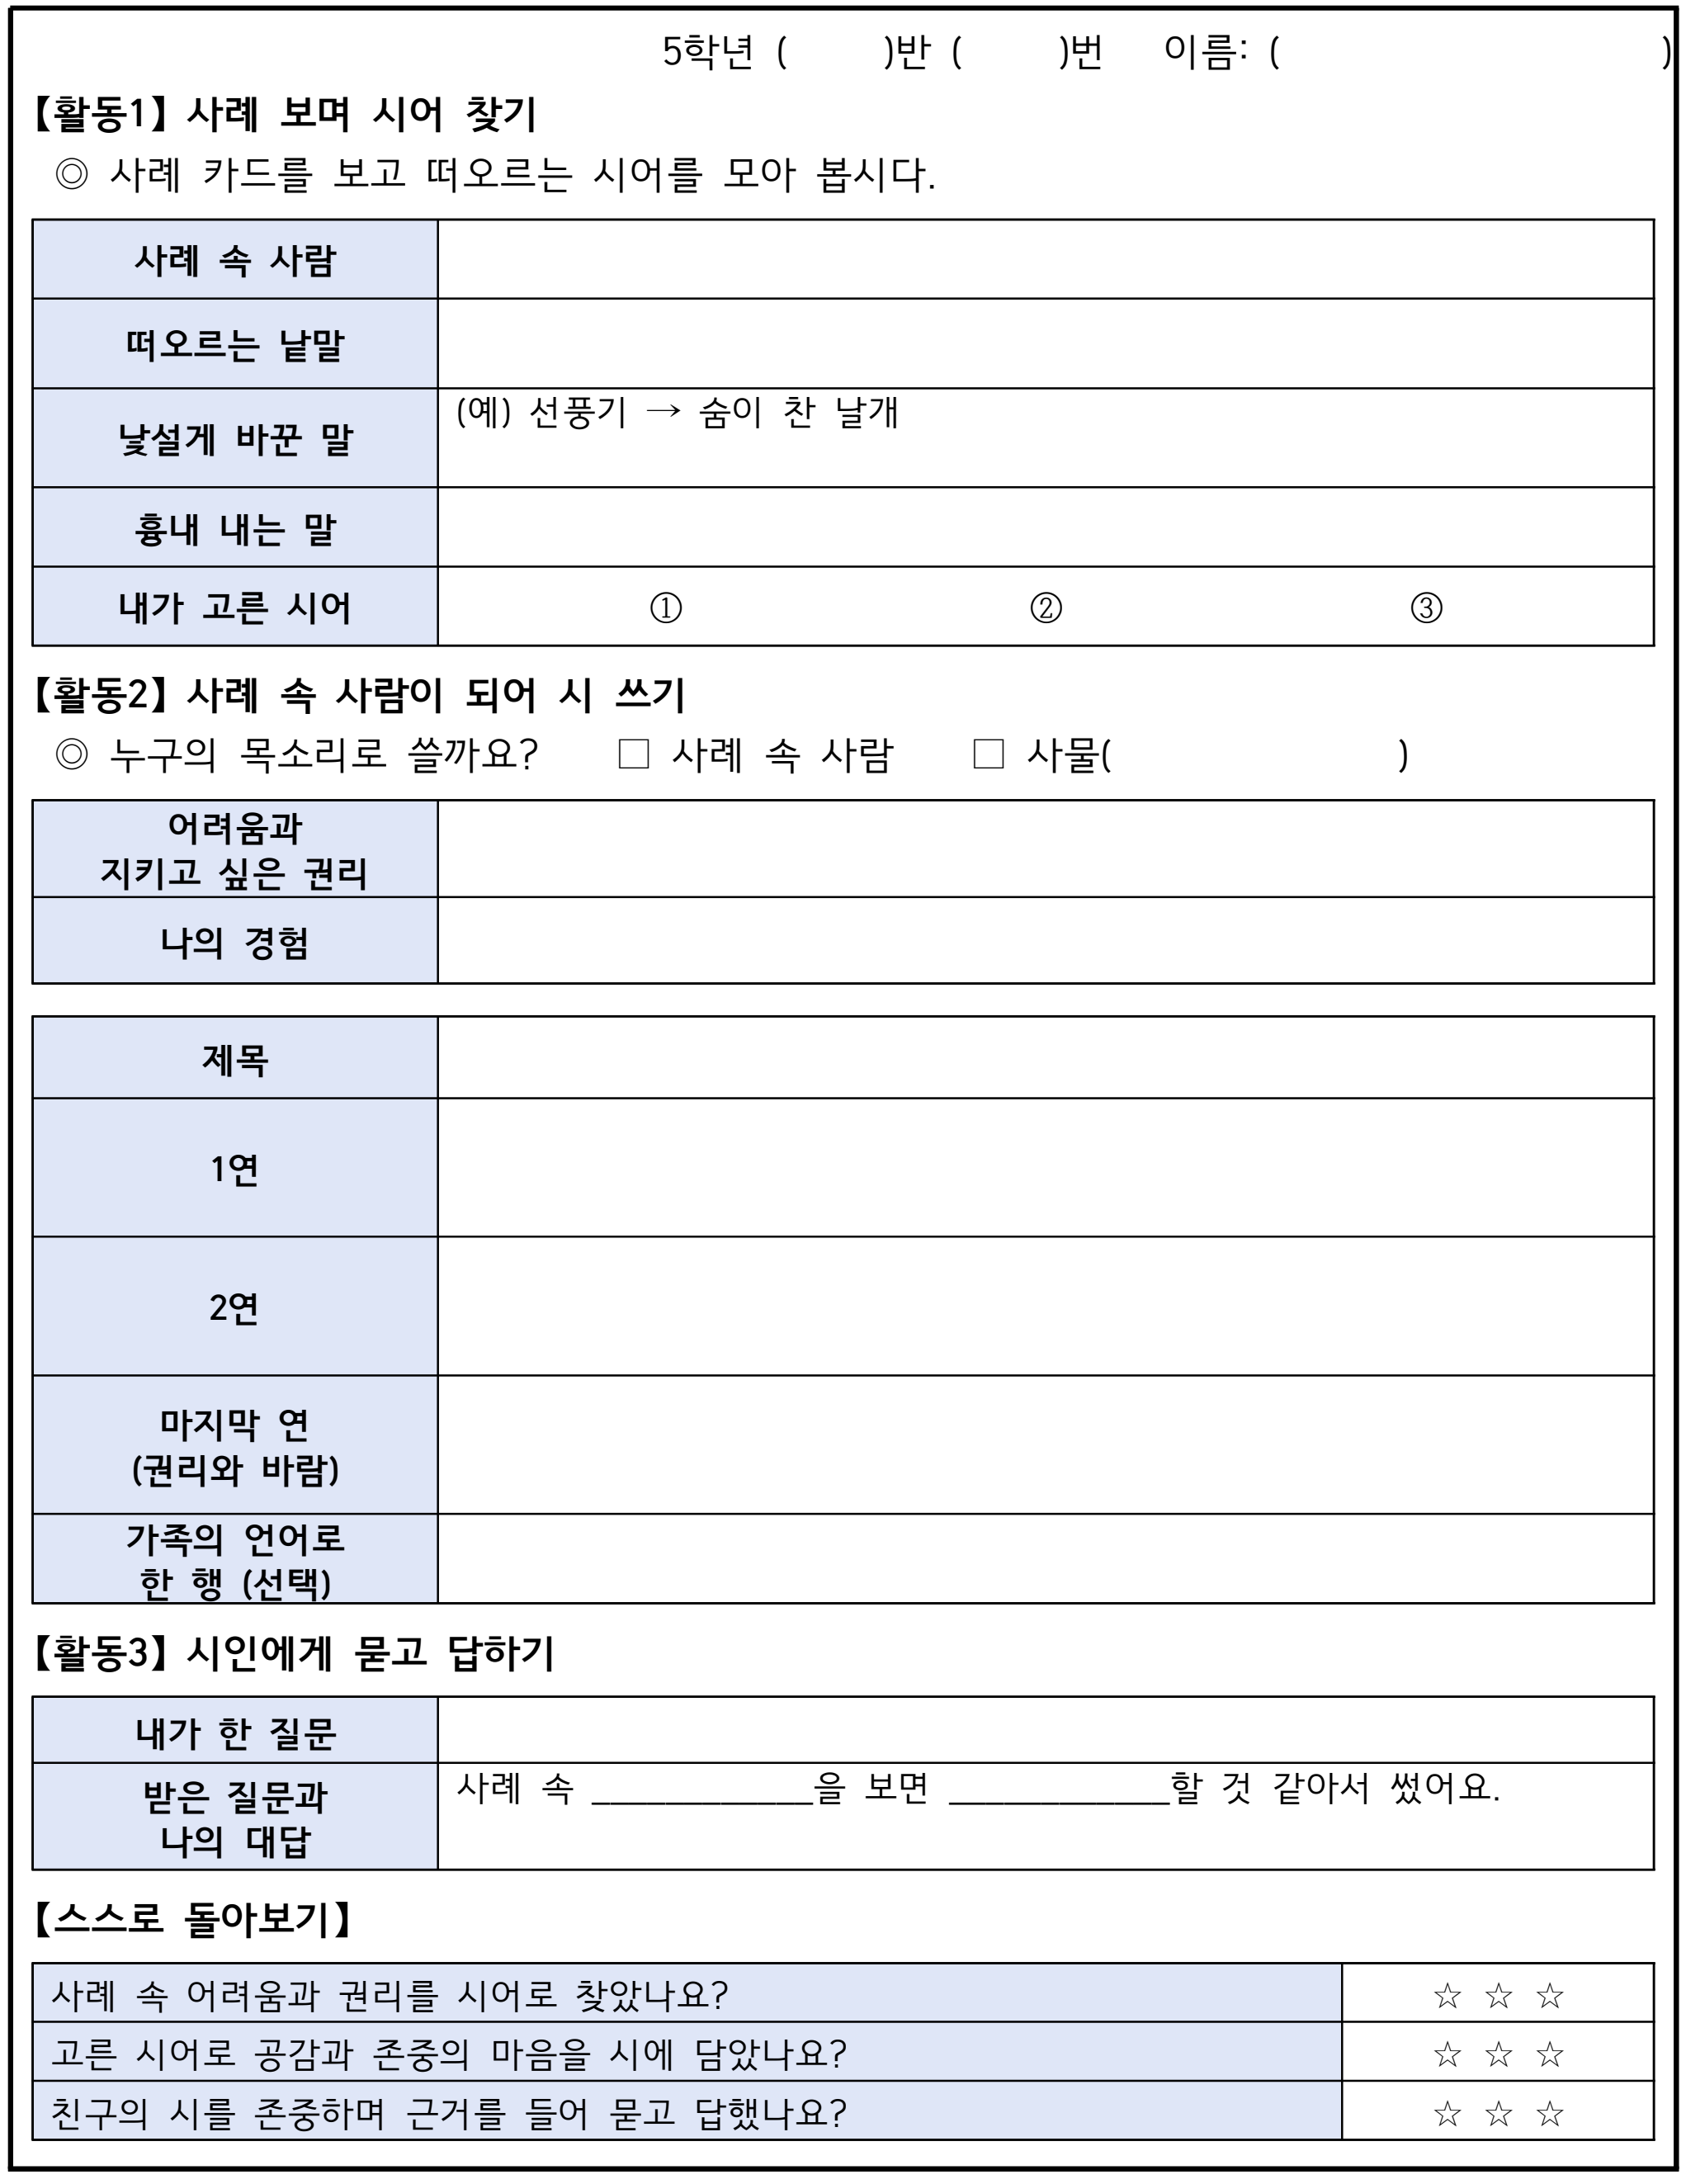 5학년 (     )반 (     )번   이름: (                    )
【활동1】 사례 보며 시어 찾기
◎ 사례 카드를 보고 떠오르는 시어를 모아 봅시다.
사례 속 사람
떠오르는 낱말
낯설게 바꾼 말
(예) 선풍기 → 숨이 찬 날개
흉내 내는 말
내가 고른 시어 ① ② ③
【활동2】 사례 속 사람이 되어 시 쓰기
◎ 누구의 목소리로 쓸까요?    □ 사례 속 사람    □ 사물(               )
어려움과
지키고 싶은 권리
나의 경험
제목
1연
2연
마지막 연
(권리와 바람)
가족의 언어로
한 행 (선택)
【활동3】 시인에게 묻고 답하기
내가 한 질문
받은 질문과
나의 대답
사례 속 ____________을 보면 ____________할 것 같아서 썼어요.
【스스로 돌아보기】
사례 속 어려움과 권리를 시어로 찾았나요? ☆ ☆ ☆
고른 시어로 공감과 존중의 마음을 시에 담았나요? ☆ ☆ ☆
친구의 시를 존중하며 근거를 들어 묻고 답했나요? ☆ ☆ ☆